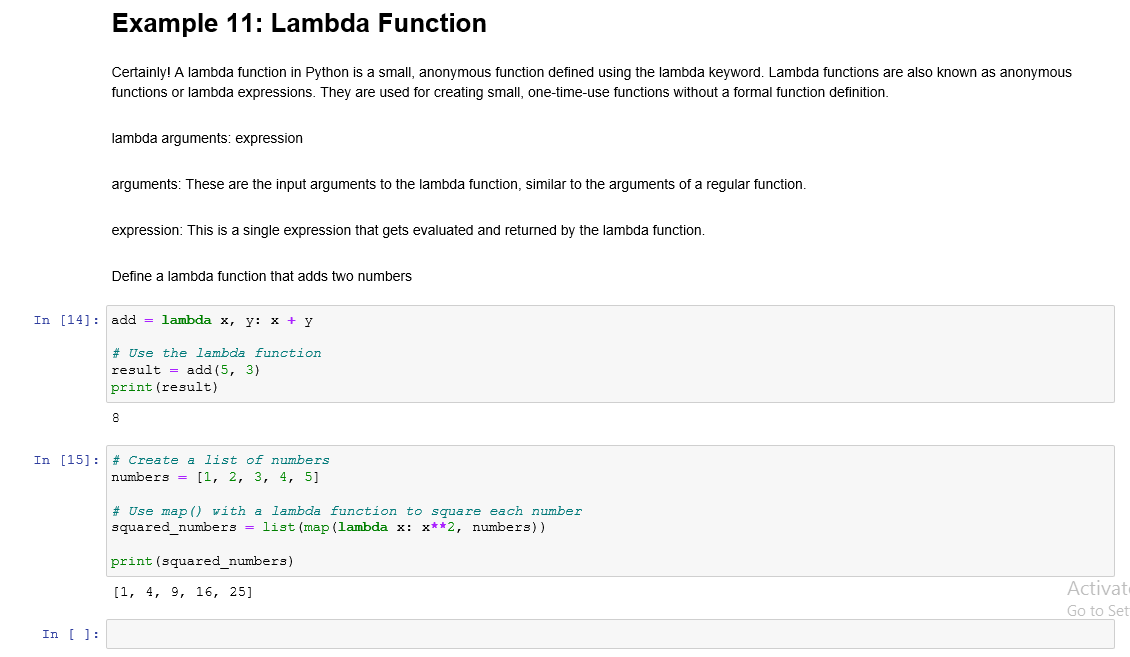 Example 11: Lambda Function
Certainly! A lambda function in Python is a small, anonymous function defined using the lambda keyword. Lambda functions are also known as anonymous
functions or lambda expressions. They are used for creating small, one-time-use functions without a formal function definition.
lambda arguments: expression
arguments: These are the input arguments to the lambda function, similar to the arguments of a regular function.
expression: This is a single expression that gets evaluated and returned by the lambda function.
Define a lambda function that adds two numbers
In [14]: add = lambda x, y: x + y
# Use the lambda function
result = add(5, 3)
print(result)
8
In [15]: # Create a list of numbers
numbers = [1, 2, 3, 4, 5]
# Use map() with a lambda function to square each number
squared_numbers = list(map(lambda x: x**2, numbers))
print(squared_numbers)
[1, 4, 9, 16, 25]
Activat
Go to Set
In [ ]: